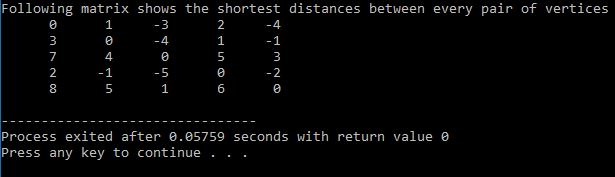 Following matrix shows the shortest distances between every pair of vertices
0 1 -3 2 -4
3 0 -4 1 -1
7 4 0 5 3
2 -1 -5 0 -2
8 5 1 6 0
--------------------------------
Process exited after 0.05759 seconds with return value 0
Press any key to continue . . .